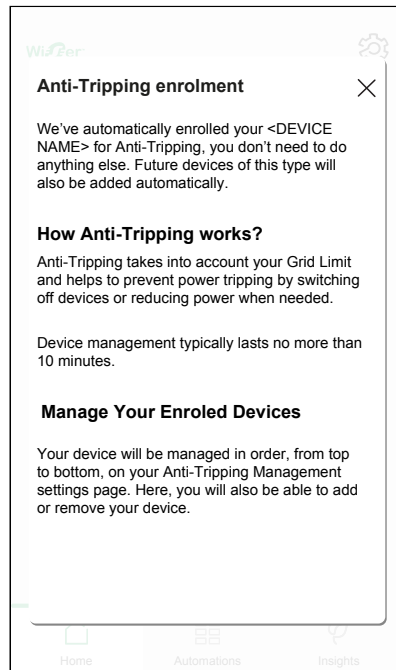 Wiser
Anti-Tripping enrolment
We've automatically enrolled your <DEVICE
NAME> for Anti-Tripping, you don't need to do
anything else. Future devices of this type will
also be added automatically.
How Anti-Tripping works?
Anti-Tripping takes into account your Grid Limit
and helps to prevent power tripping by switching
off devices or reducing power when needed.
Device management typically lasts no more than
10 minutes.
Manage Your Enroled Devices
Your device will be managed in order, from top
to bottom, on your Anti-Tripping Management
settings page. Here, you will also be able to add
or remove your device.
Home Automations Insights